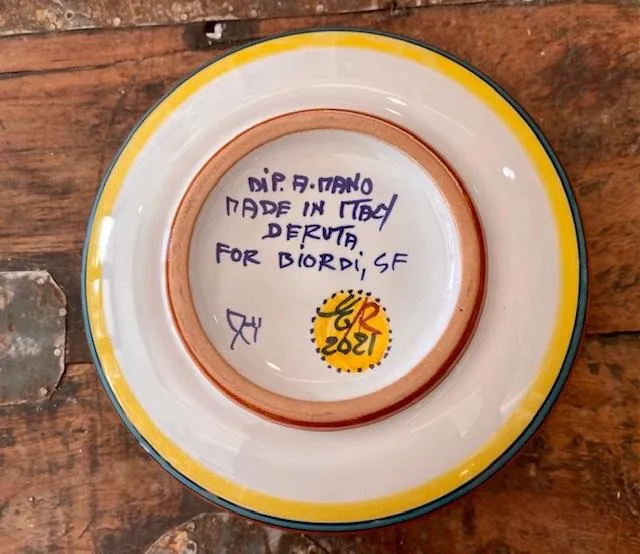 DiP. A.MANO
MADE IN ITALY
DERUTA
FOR BIORDi, SF
2021